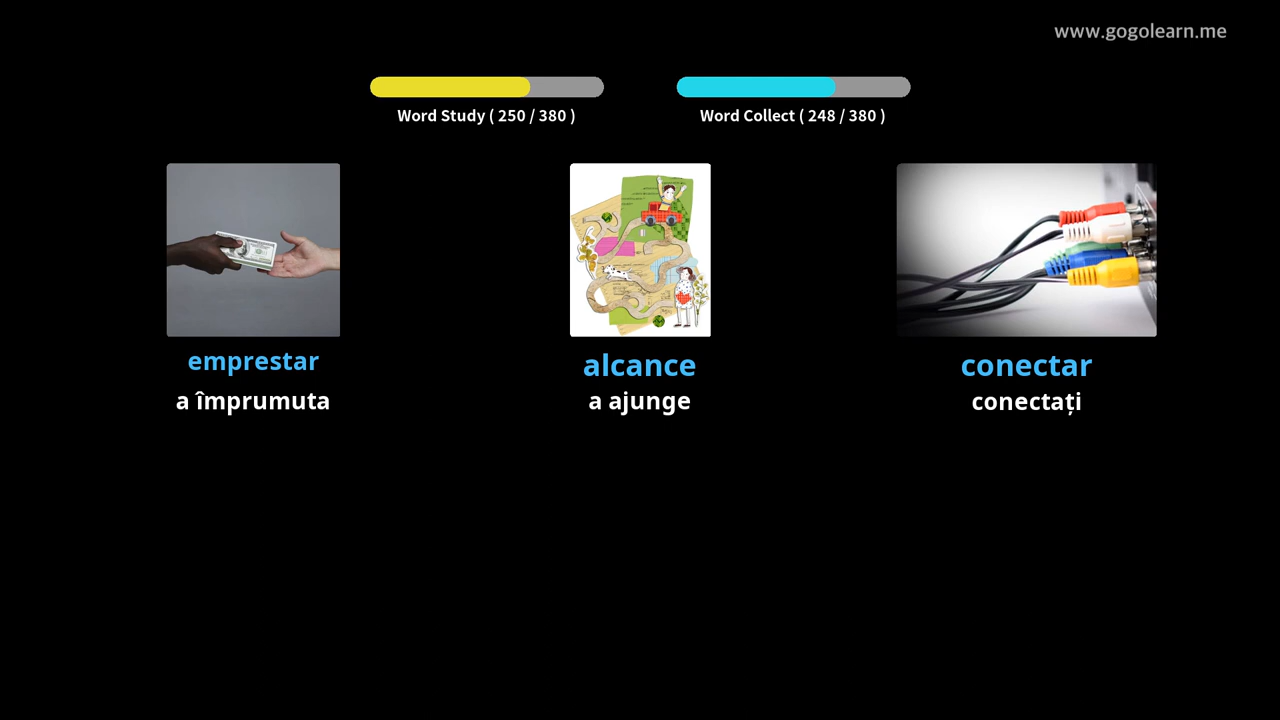 www.gogolearn.me
Word Study ( 250 / 380 )
Word Collect ( 248 / 380 )
emprestar
a împrumuta
alcance
a ajunge
conectar
conectați